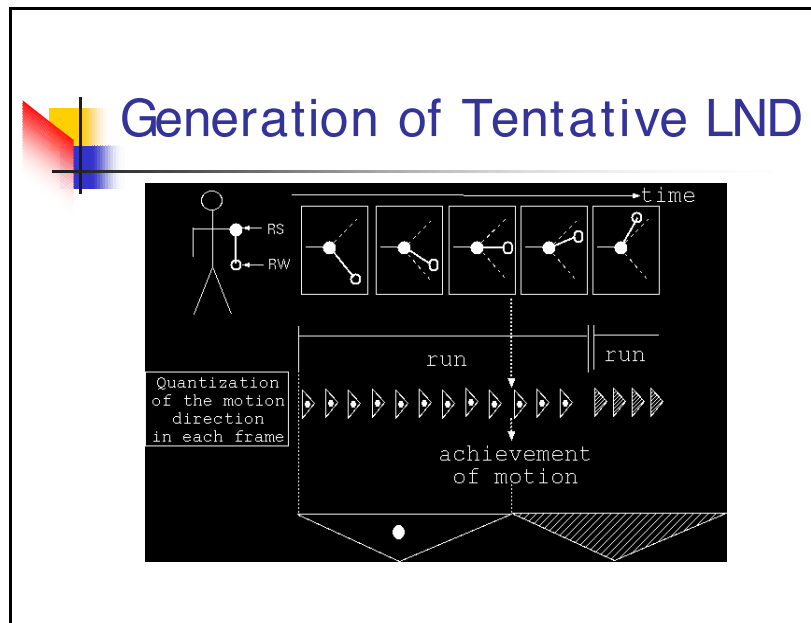 Generation of Tentative LND
time
RS
RW
run
run
Quantization
of the motion
direction
in each frame
achievement
of motion